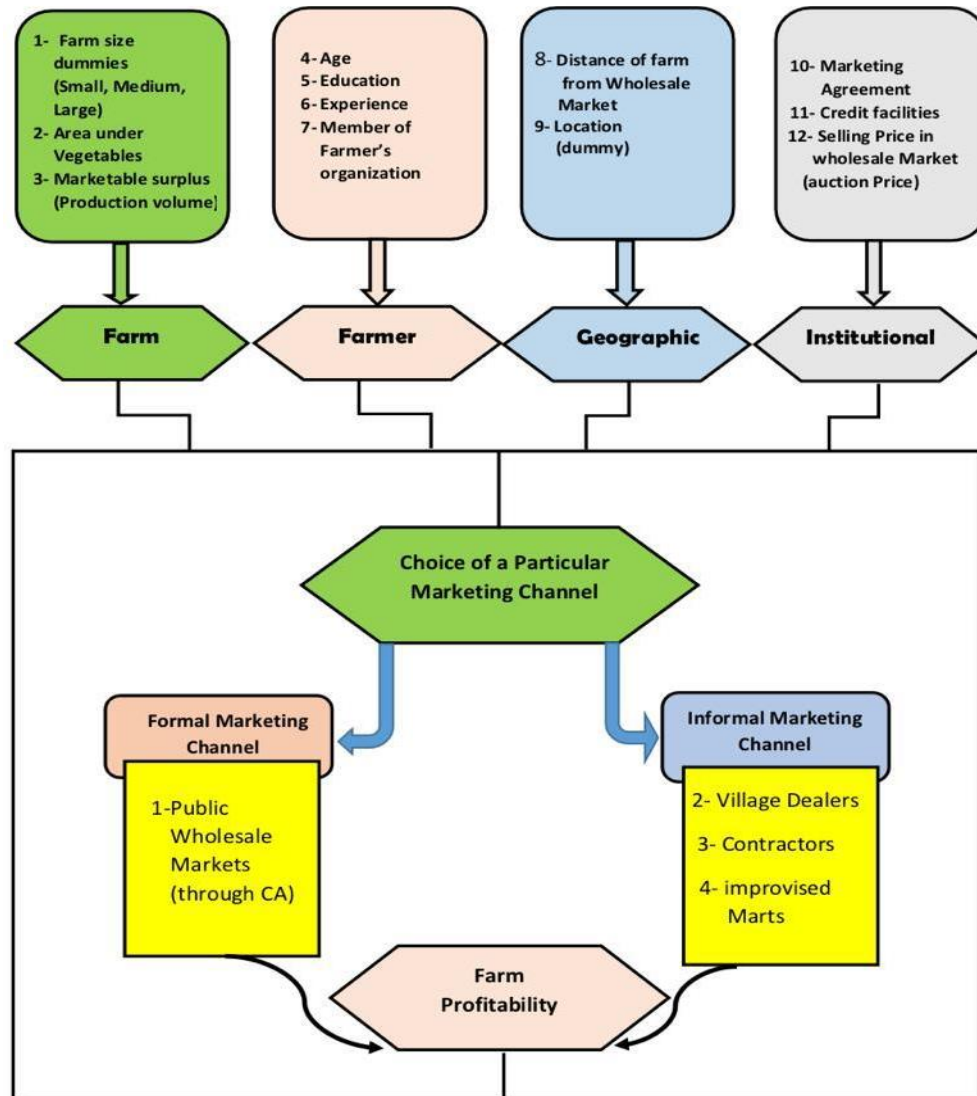 1- Farm size
dummies
(Small, Medium,
Large)
2- Area under
Vegetables
3- Marketable surplus
(Production volume)
4- Age
5- Education
6- Experience
7- Member of
Farmer's
organization
8- Distance of farm
from Wholesale
Market
9- Location
(dummy)
10- Marketing
Agreement
11- Credit facilities
12- Selling Price in
wholesale Market
(auction Price)
Farm
Farmer
Geographic
Institutional
Choice of a Particular
Marketing Channel
Formal Marketing
Channel
1-Public
Wholesale
Markets
(through CA)
Informal Marketing
Channel
2- Village Dealers
3- Contractors
4- improvised
Marts
Farm
Profitability